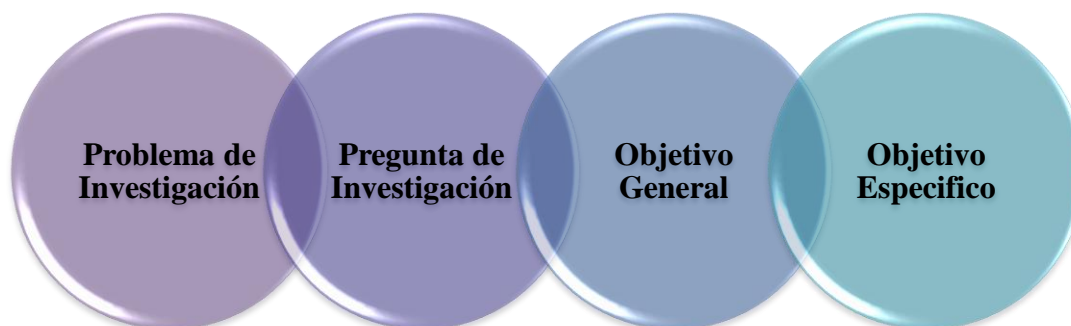 Problema de
Investigación
Pregunta de
Investigación
Objetivo
General
Objetivo
Especifico